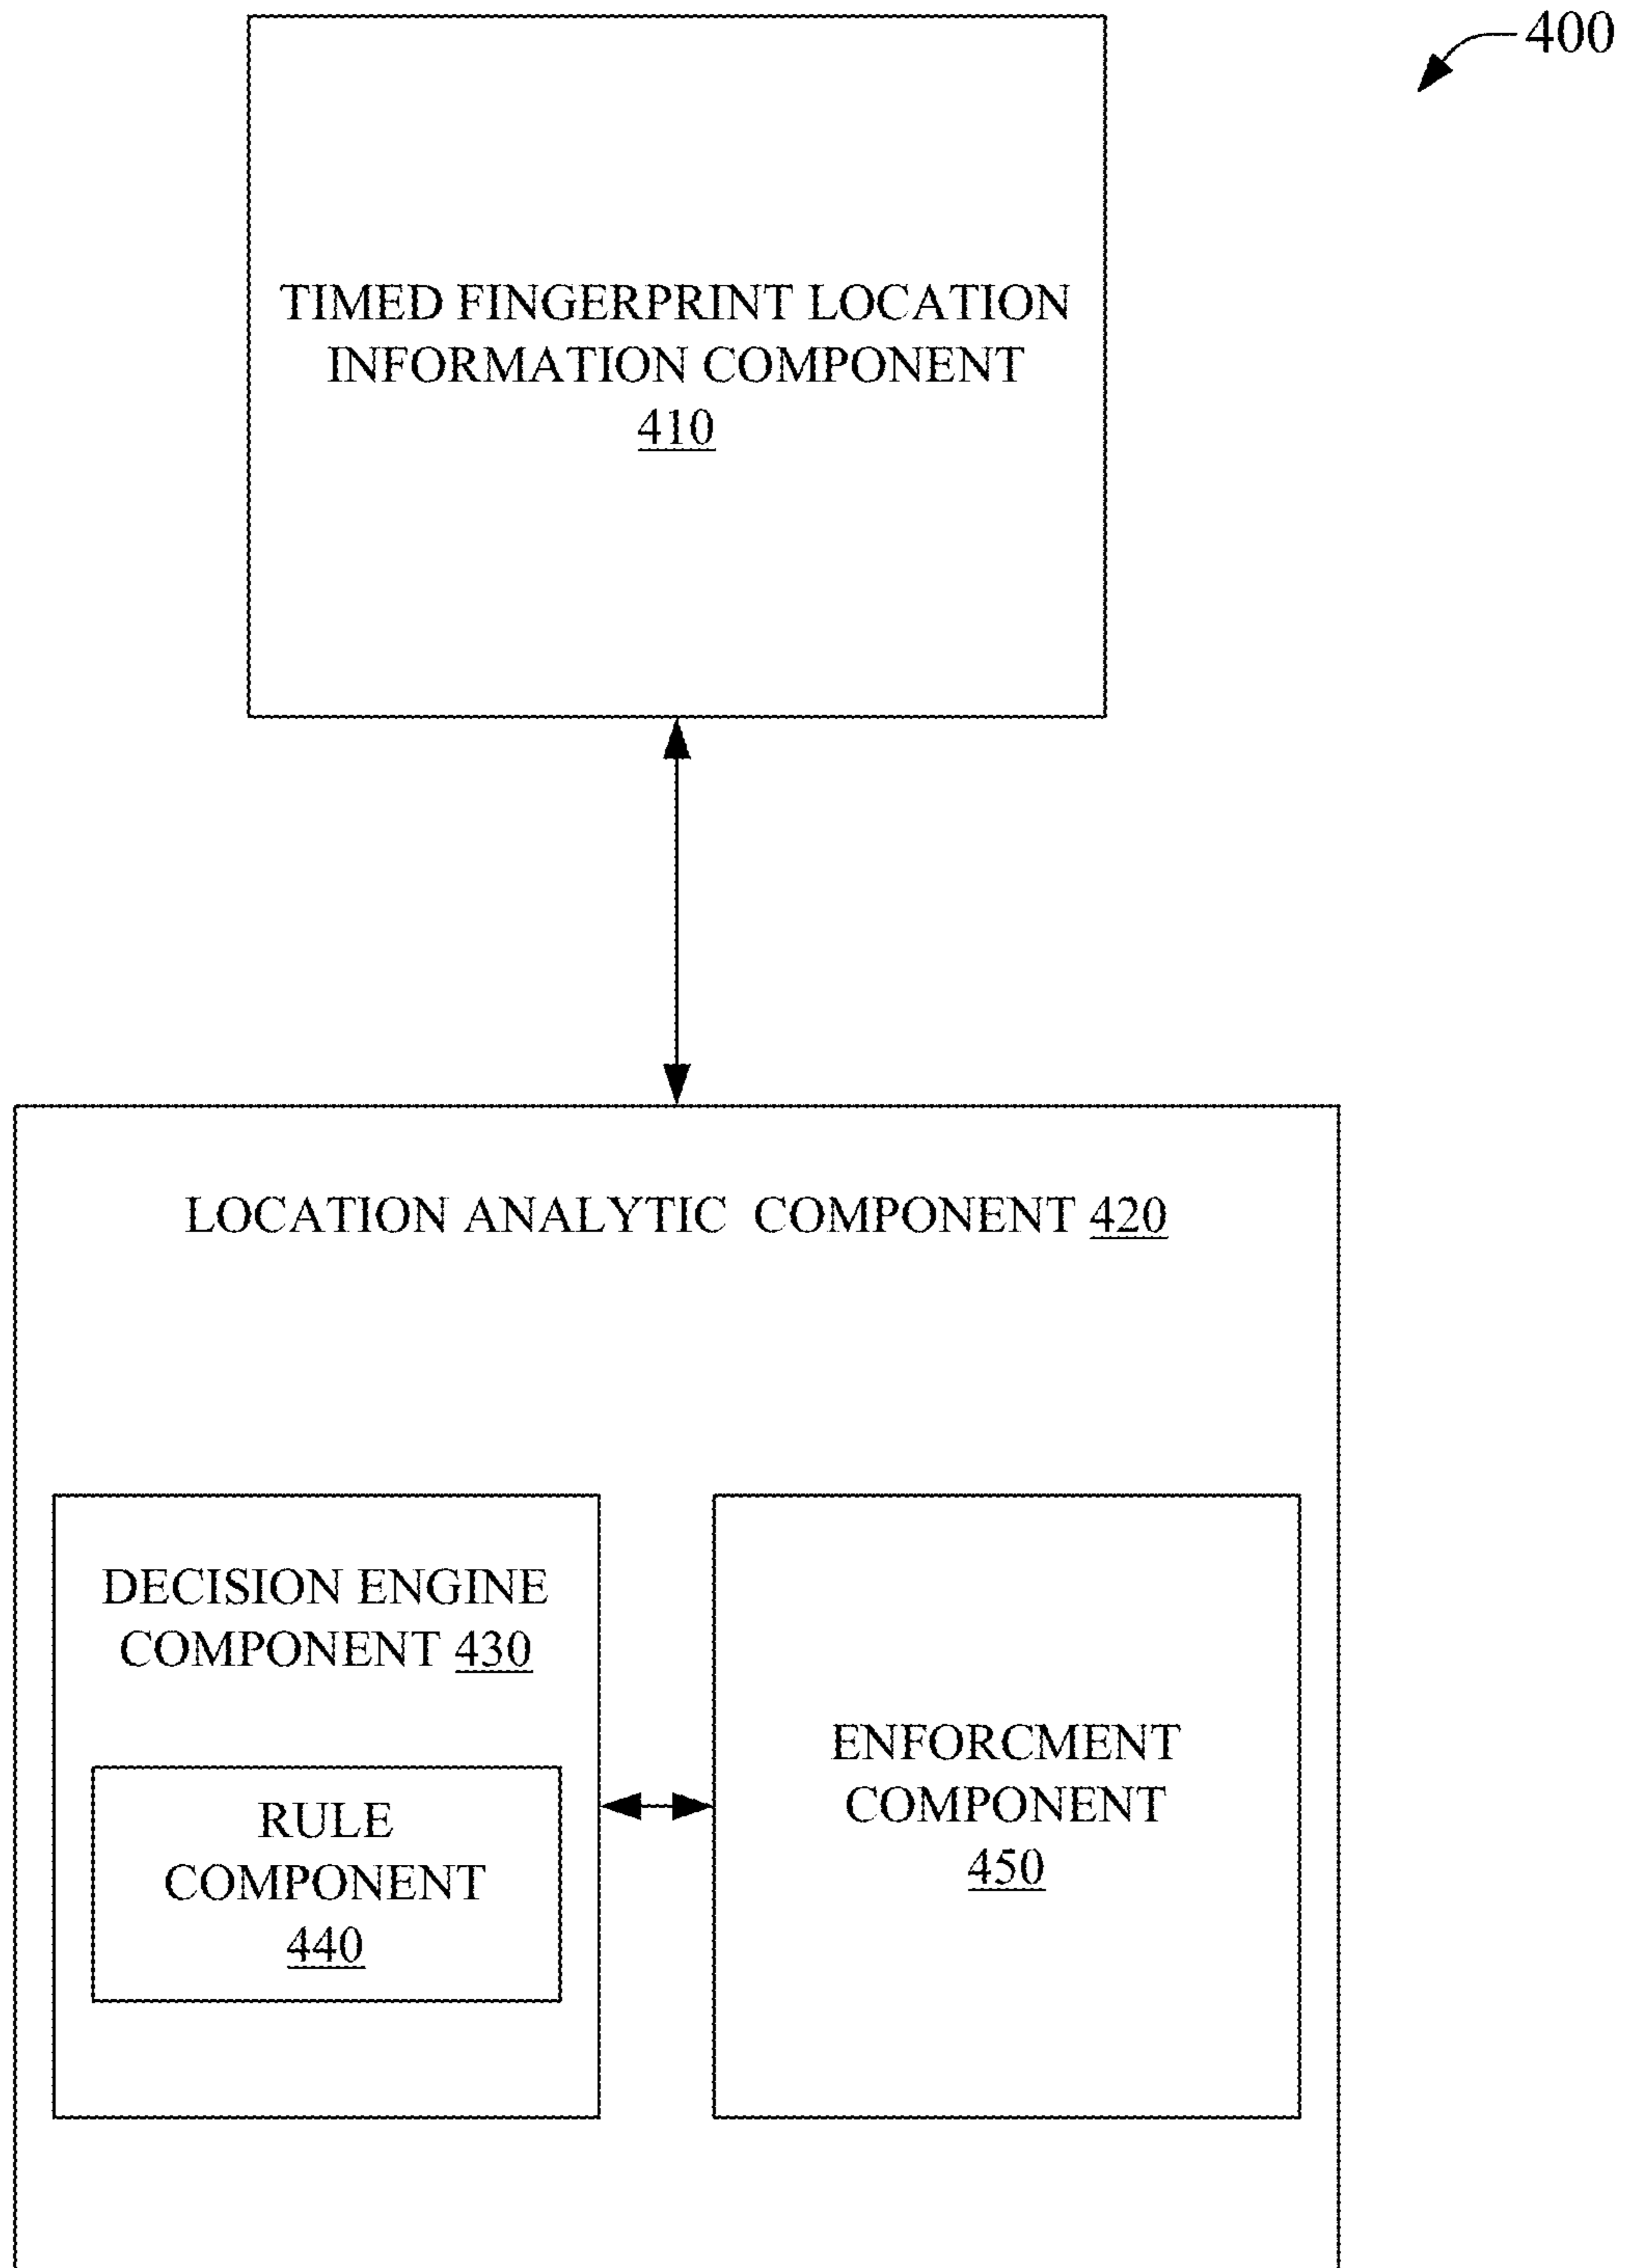 400
TIMED FINGERPRINT LOCATION
INFORMATION COMPONENT
410
LOCATION ANALYTIC COMPONENT 420
DECISION ENGINE
COMPONENT 430
RULE
COMPONENT
440
ENFORCMENT
COMPONENT
450